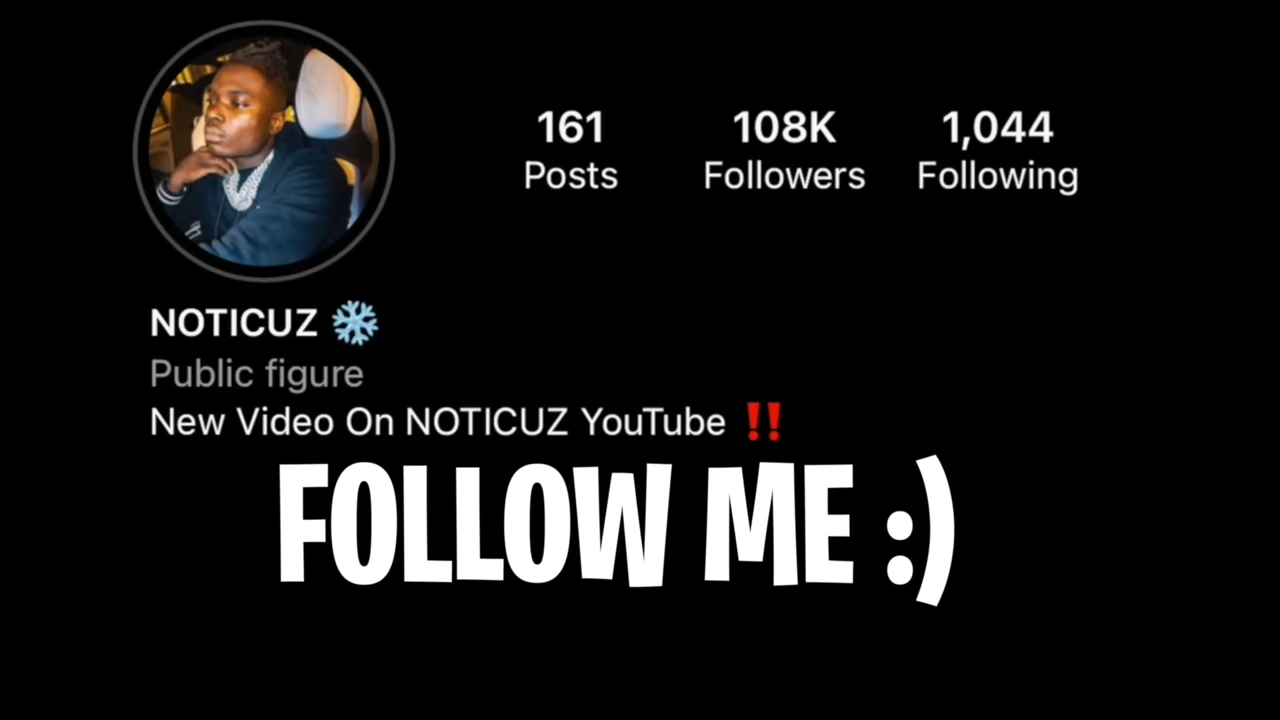 161 108K 1,044
Posts Followers Following
NOTICUZ ❄️
Public figure
New Video On NOTICUZ YouTube ‼️
FOLLOW ME :)